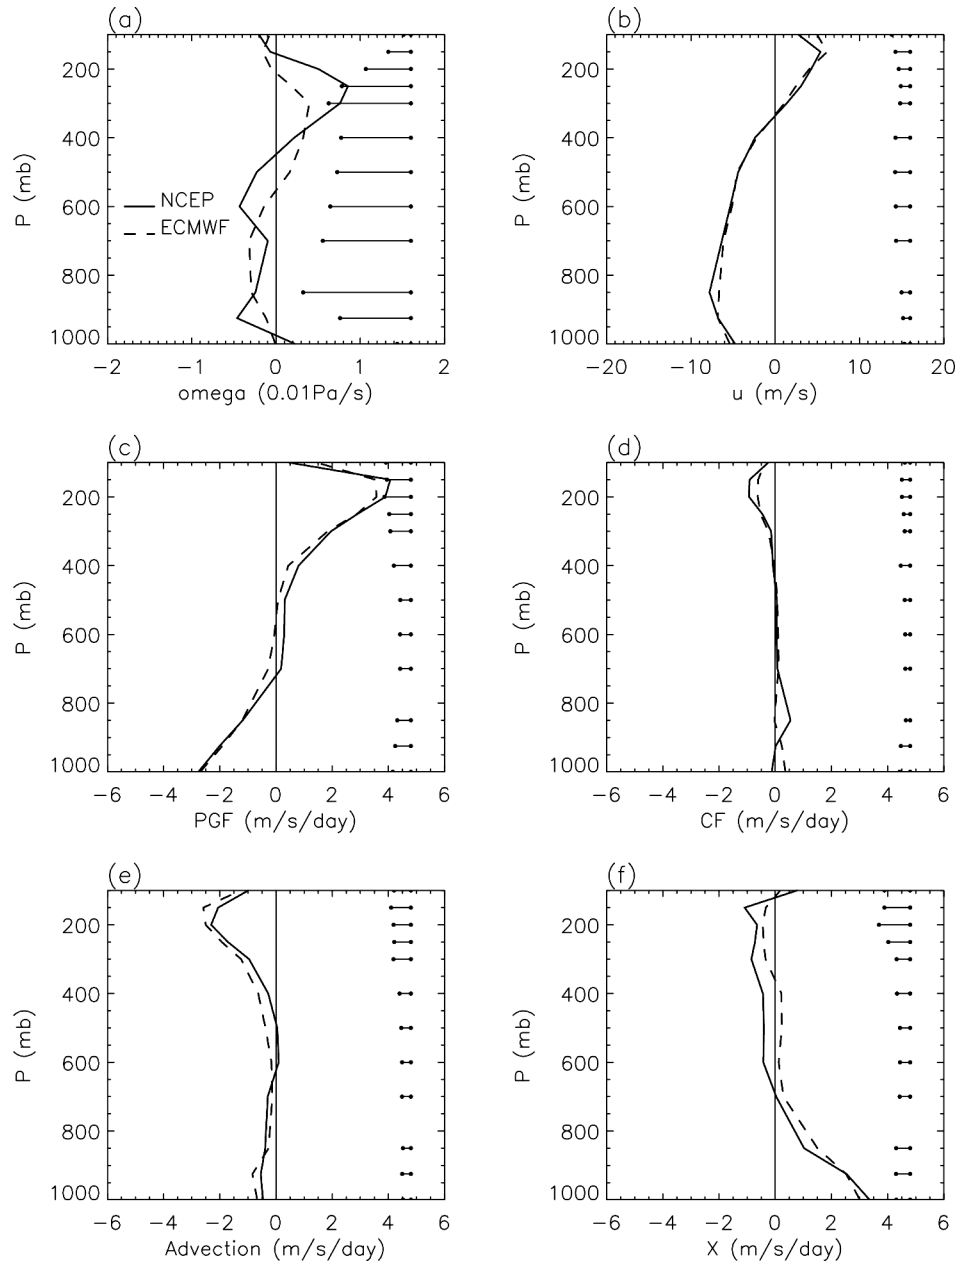 (a)
200
400
600
800
1000
P (mb)
NCEP
ECMWF
−2 −1 0 1 2
omega (0.01Pa/s)
(b)
200
400
600
800
1000
P (mb)
−20 −10 0 10 20
u (m/s)
(c)
200
400
600
800
1000
P (mb)
−6 −4 −2 0 2 4 6
PGF (m/s/day)
(d)
200
400
600
800
1000
P (mb)
−6 −4 −2 0 2 4 6
CF (m/s/day)
(e)
200
400
600
800
1000
P (mb)
−6 −4 −2 0 2 4 6
Advection (m/s/day)
(f)
200
400
600
800
1000
P (mb)
−6 −4 −2 0 2 4 6
X (m/s/day)